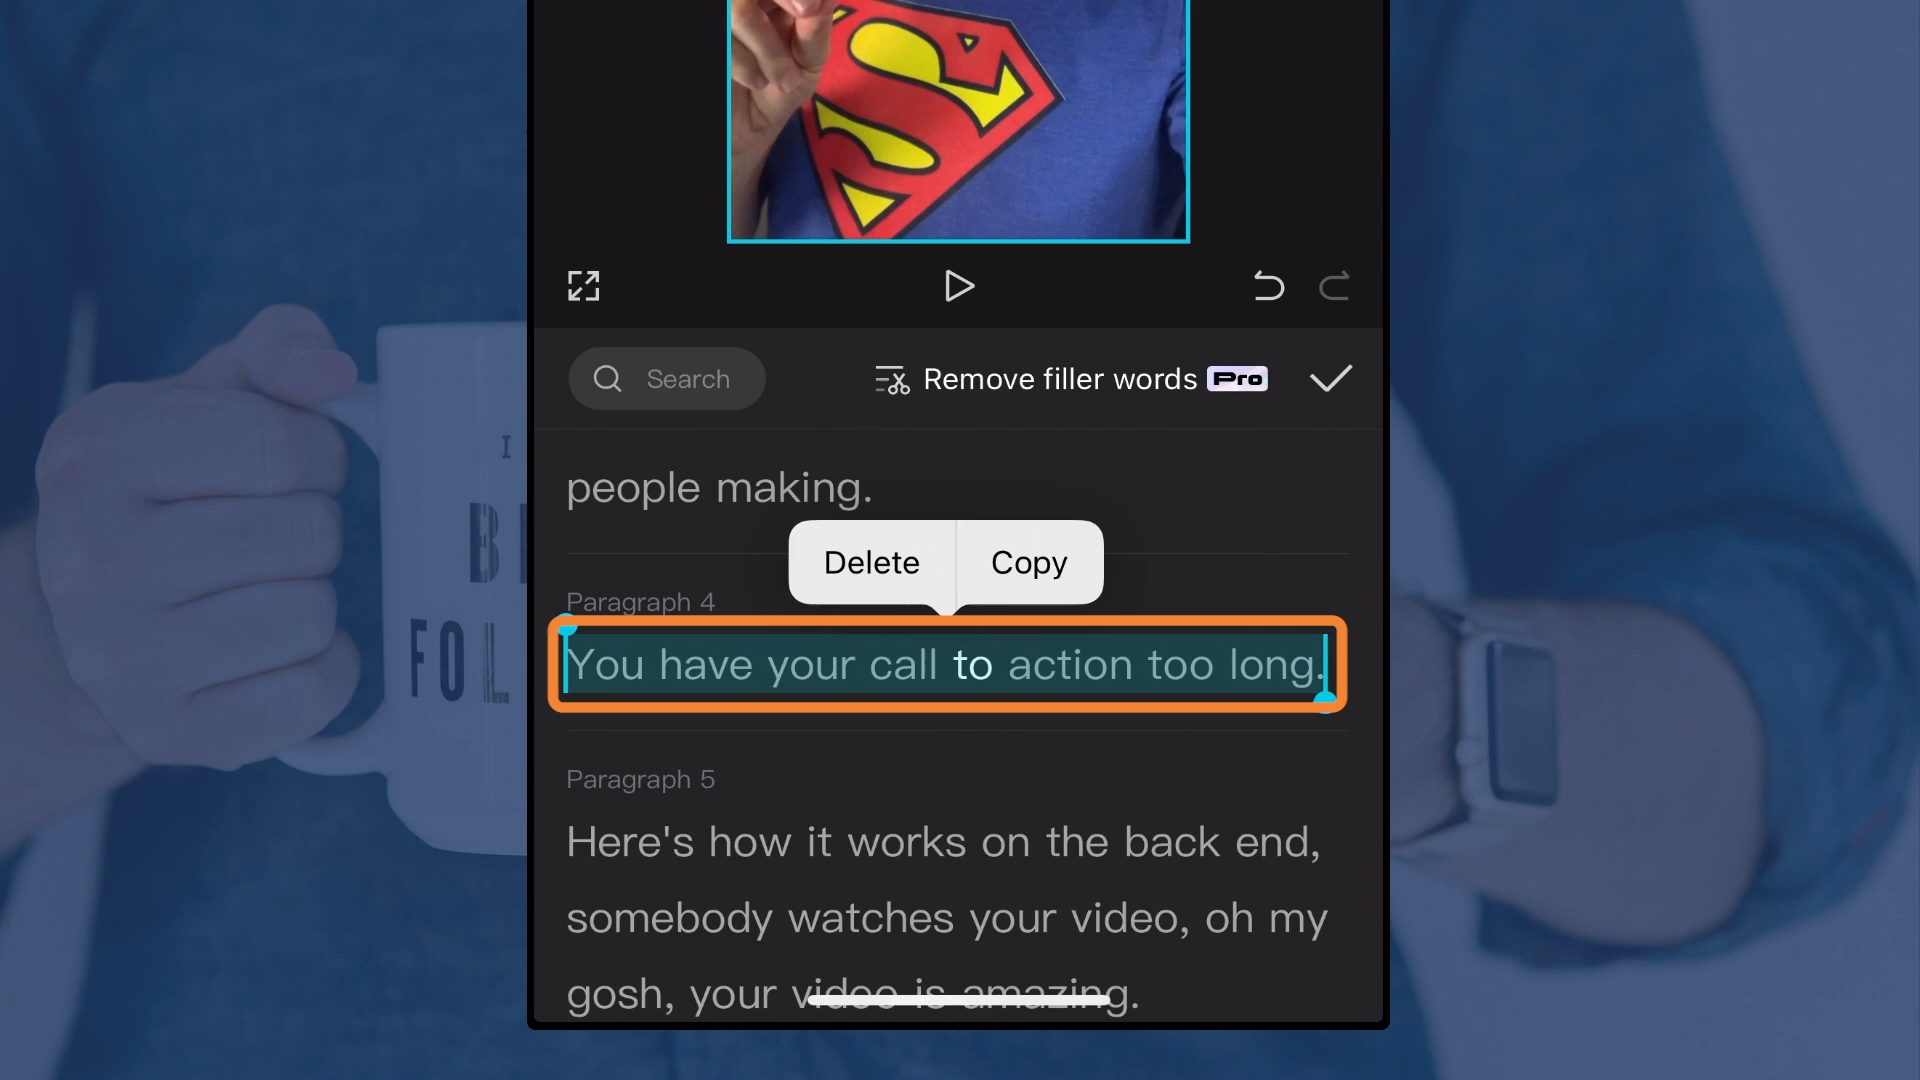 Search
Remove filler words Pro
people making.
Delete
Copy
Paragraph 4
You have your call to action too long.
Paragraph 5
Here's how it works on the back end,
somebody watches your video, oh my
gosh, your video is amazing.
I
B
FOL